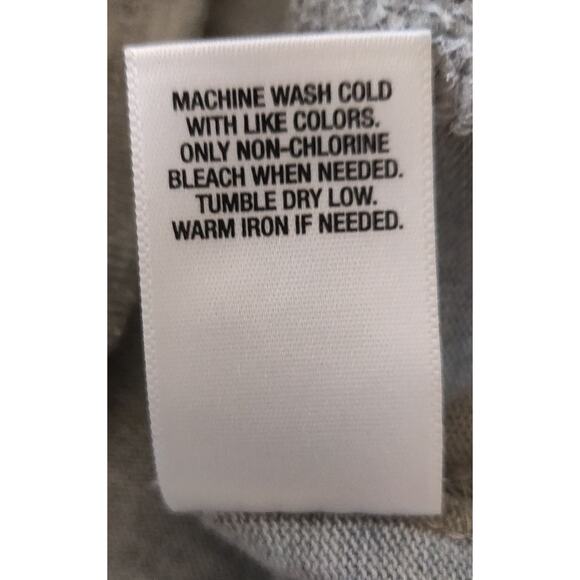 MACHINE WASH COLD
WITH LIKE COLORS.
ONLY NON-CHLORINE
BLEACH WHEN NEEDED.
TUMBLE DRY LOW.
WARM IRON IF NEEDED.